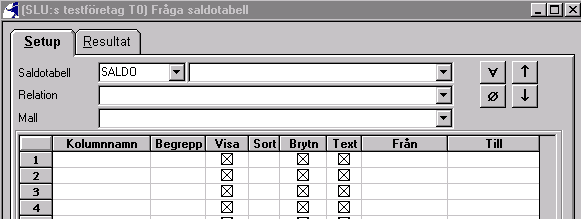 (SLU:s testföretag T0) Fråga saldotabell
Setup Resultat
Saldotabell SALDO ∀ ↑
Relation Ø ↓
Mall
Kolumnnamn Begrepp Visa Sort Brytn Text Från Till
1
2
3
4